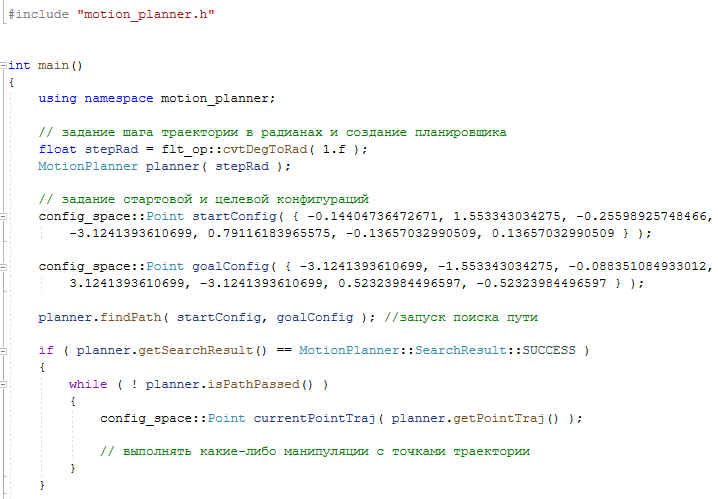 #include "motion_planner.h"
int main()
{
using namespace motion_planner;
// задание шага траектории в радианах и создание планировщика
float stepRad = flt_op::cvtDegToRad( 1.f );
MotionPlanner planner( stepRad );
// задание стартовой и целевой конфигураций
config_space::Point startConfig( { -0.14404736472671, 1.553343034275, -0.25598925748466,
-3.1241393610699, 0.79116183965575, -0.13657032990509, 0.13657032990509 } );
config_space::Point goalConfig( { -3.1241393610699, -1.553343034275, -0.088351084933012,
3.1241393610699, -3.1241393610699, 0.52323984496597, -0.52323984496597 } );
planner.findPath( startConfig, goalConfig ); //запуск поиска пути
if ( planner.getSearchResult() == MotionPlanner::SearchResult::SUCCESS )
{
while ( ! planner.isPathPassed() )
{
config_space::Point currentPointTraj( planner.getPointTraj() );
// выполнять какие-либо манипуляции с точками траектории
}
}